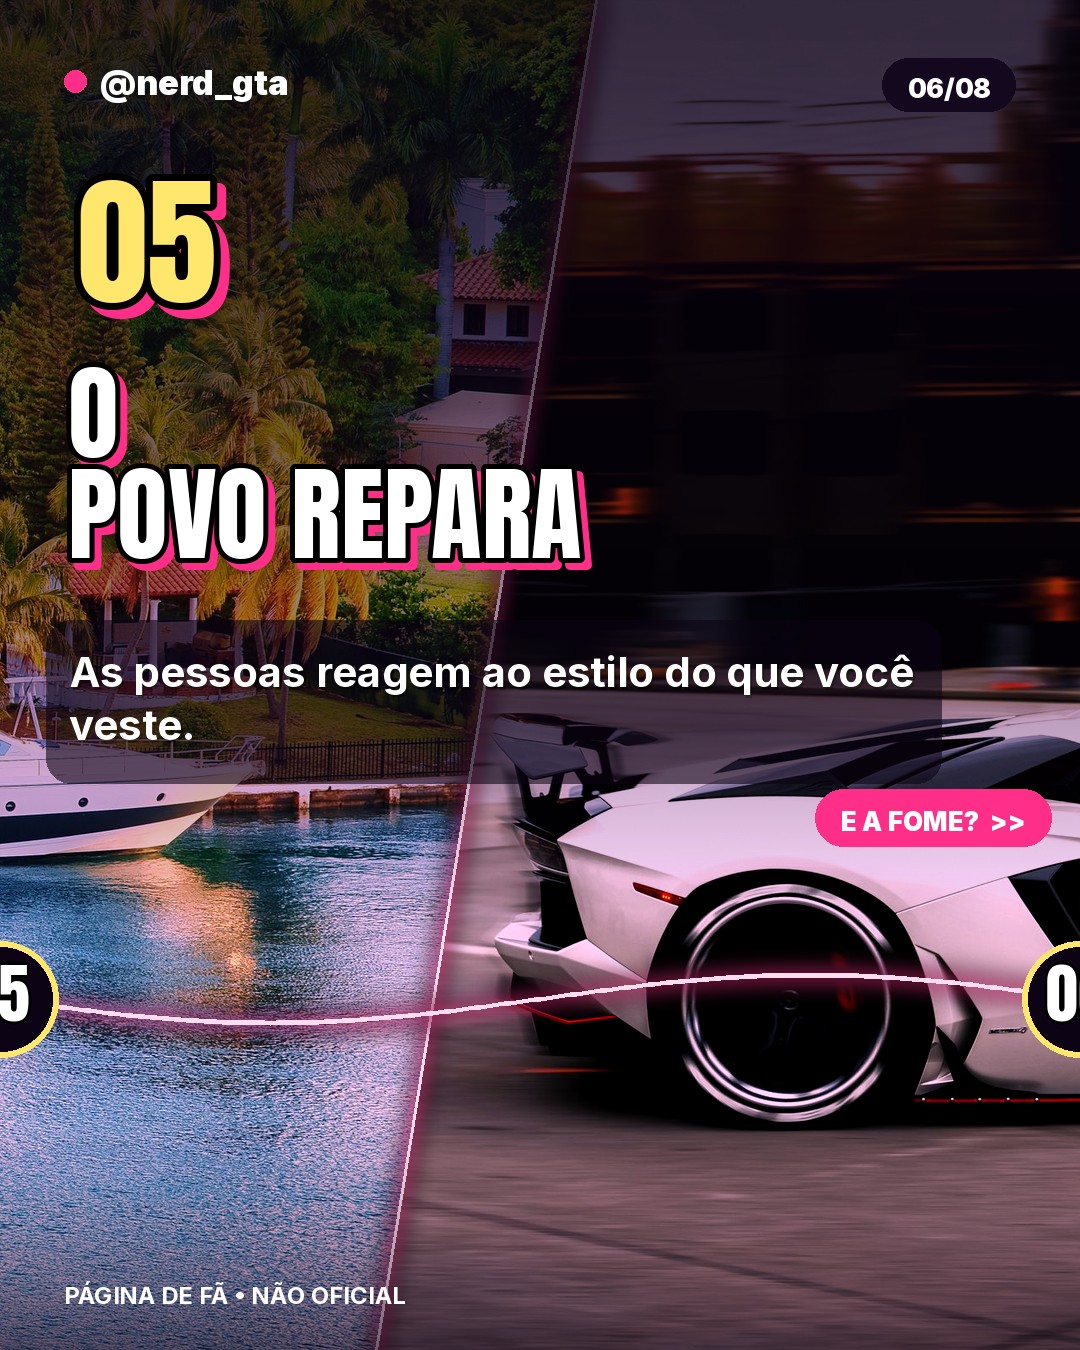 @nerd_gta
06/08
05
O
POVO REPARA
As pessoas reagem ao estilo do que você
veste.
E A FOME? >>
5
0
PÁGINA DE FÃ • NÃO OFICIAL